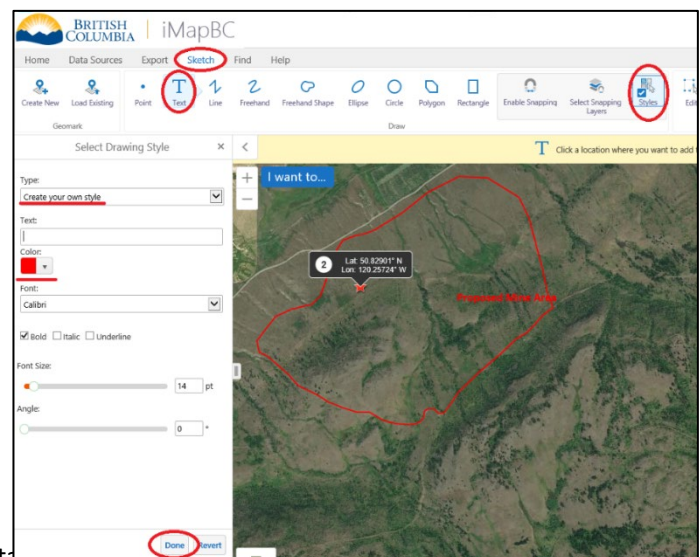 BRITISH
COLUMBIA
iMapBC
Home Data Sources Export Sketch Find Help
Create New Load Existing Point Text Line Freehand Freehand Shape Ellipse Circle Polygon Rectangle Enable Snapping Select Snapping Layers Styles Edit
Geomark Draw
Select Drawing Style × <
T Click a location where you want to add
+ I want to...
−
Type:
Create your own style
Text:
Color:
2 Lat: 50.82901° N
Lon: 120.25724° W
Font:
Calibri
Proposed Mine Area
Bold Italic Underline
Font Size:
14 pt
Angle:
0 °
Done Revert